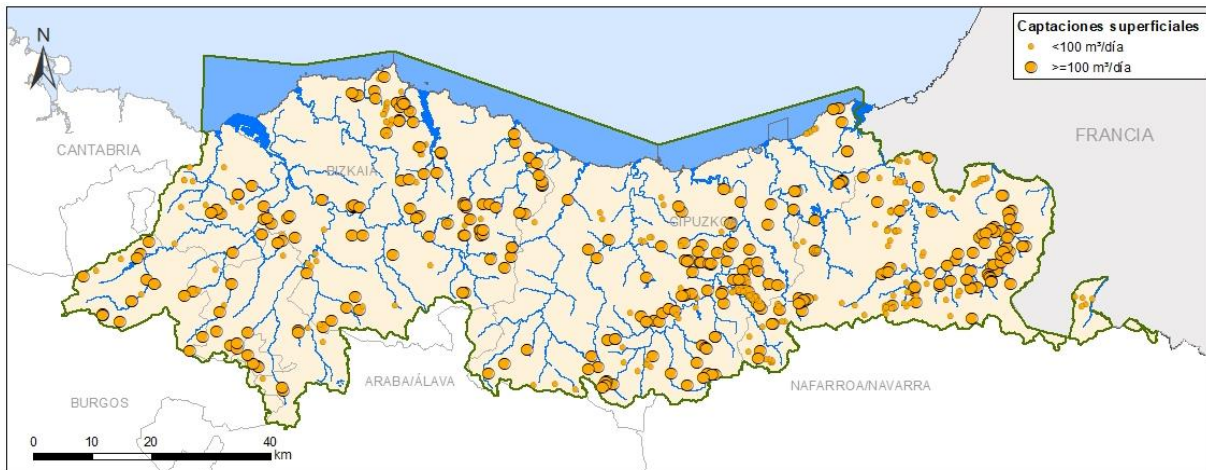 N
Captaciones superficiales
<100 m³/día
>=100 m³/día
FRANCIA
CANTABRIA
BIZKAIA
GIPUZKOA
ARABA/ÁLAVA
NAFARROA/NAVARRA
BURGOS
0 10 20 40
km